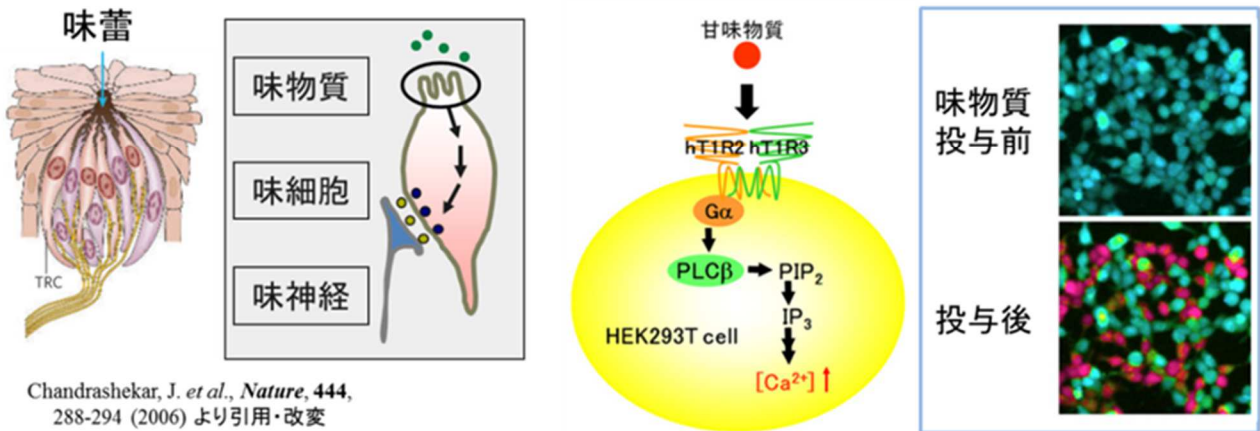 味蕾
TRC
味物質
味細胞
味神経
Chandrashekar, J. et al., Nature, 444,
288-294 (2006) より引用・改変
甘味物質
hT1R2 hT1R3
Gα
PLCβ
PIP2
IP3
HEK293T cell
[Ca2+]↑
味物質
投与前
投与後